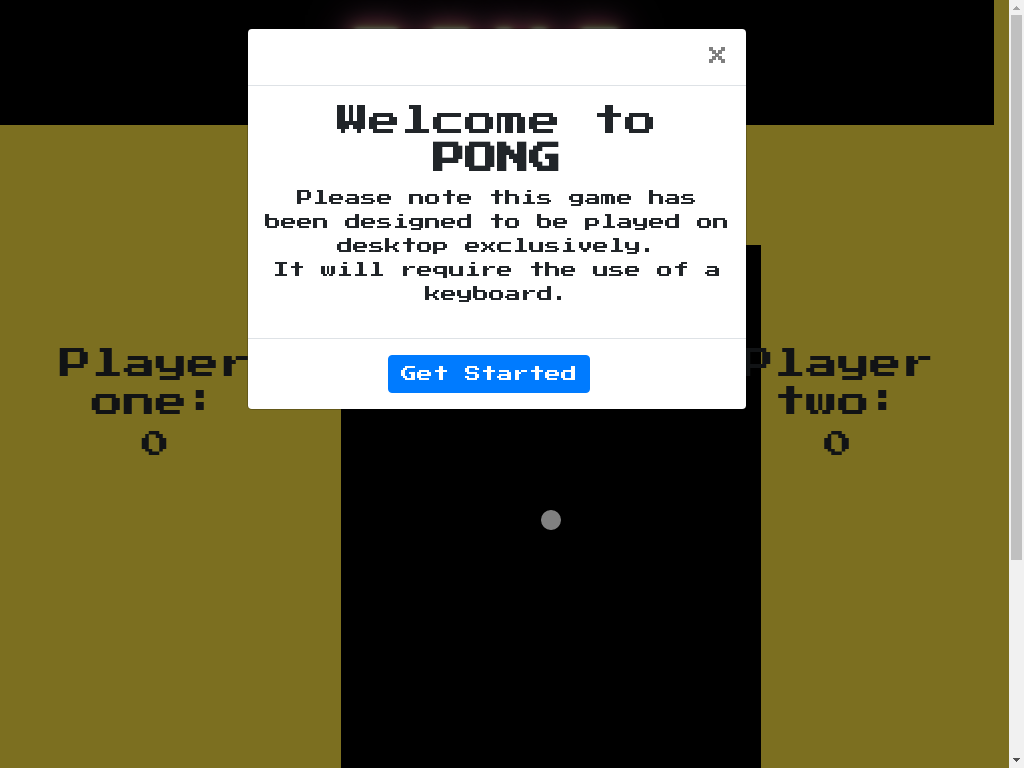 x
Welcome to
PONG
Please note this game has
been designed to be played on
desktop exclusively.
It will require the use of a
keyboard.
Get Started
Player
one:
0
Player
two:
0